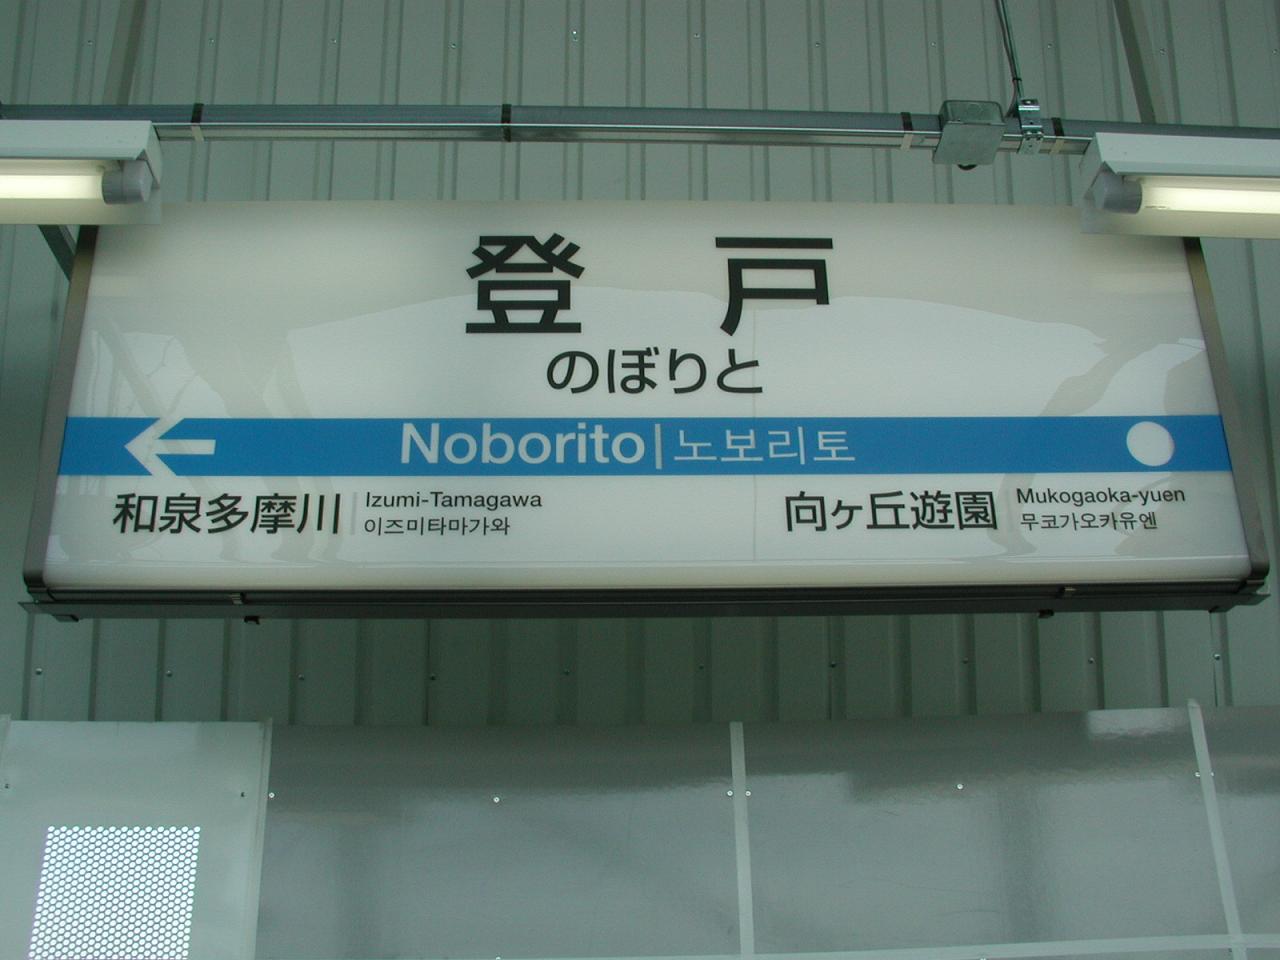 登戸
のぼりと
Noborito|노보리토
和泉多摩川 Izumi-Tamagawa 이즈미타마가와
向ヶ丘遊園 Mukogaoka-yuen 무코가오카유엔